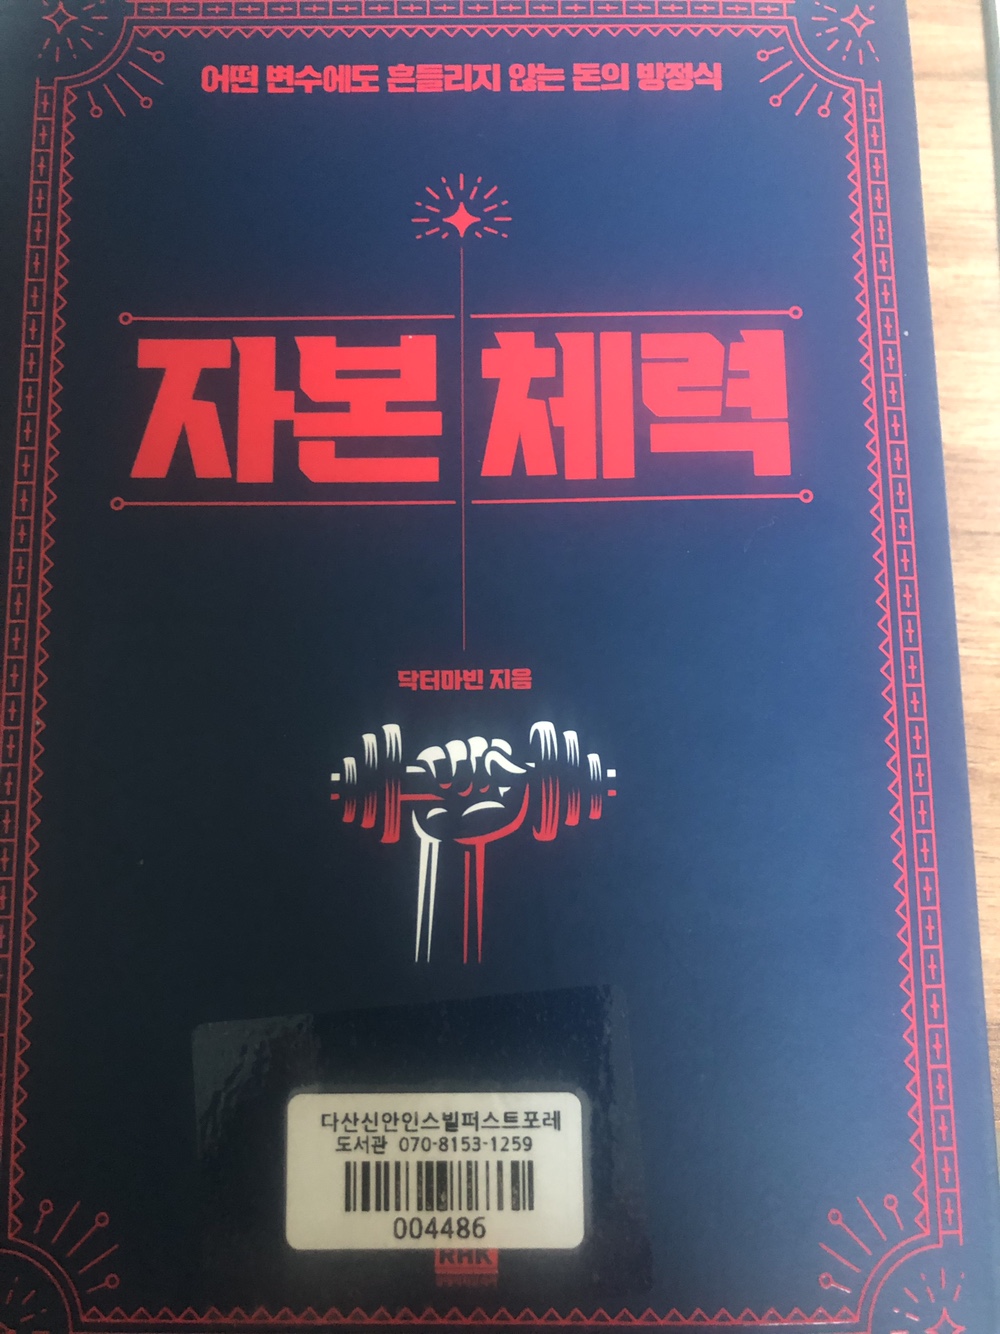 어떤 변수에도 흔들리지 않는 돈의 방정식
자본 체력
닥터마빈 지음
다산신안인스빌퍼스트포레
도서관 070-8153-1259
004486
RHK